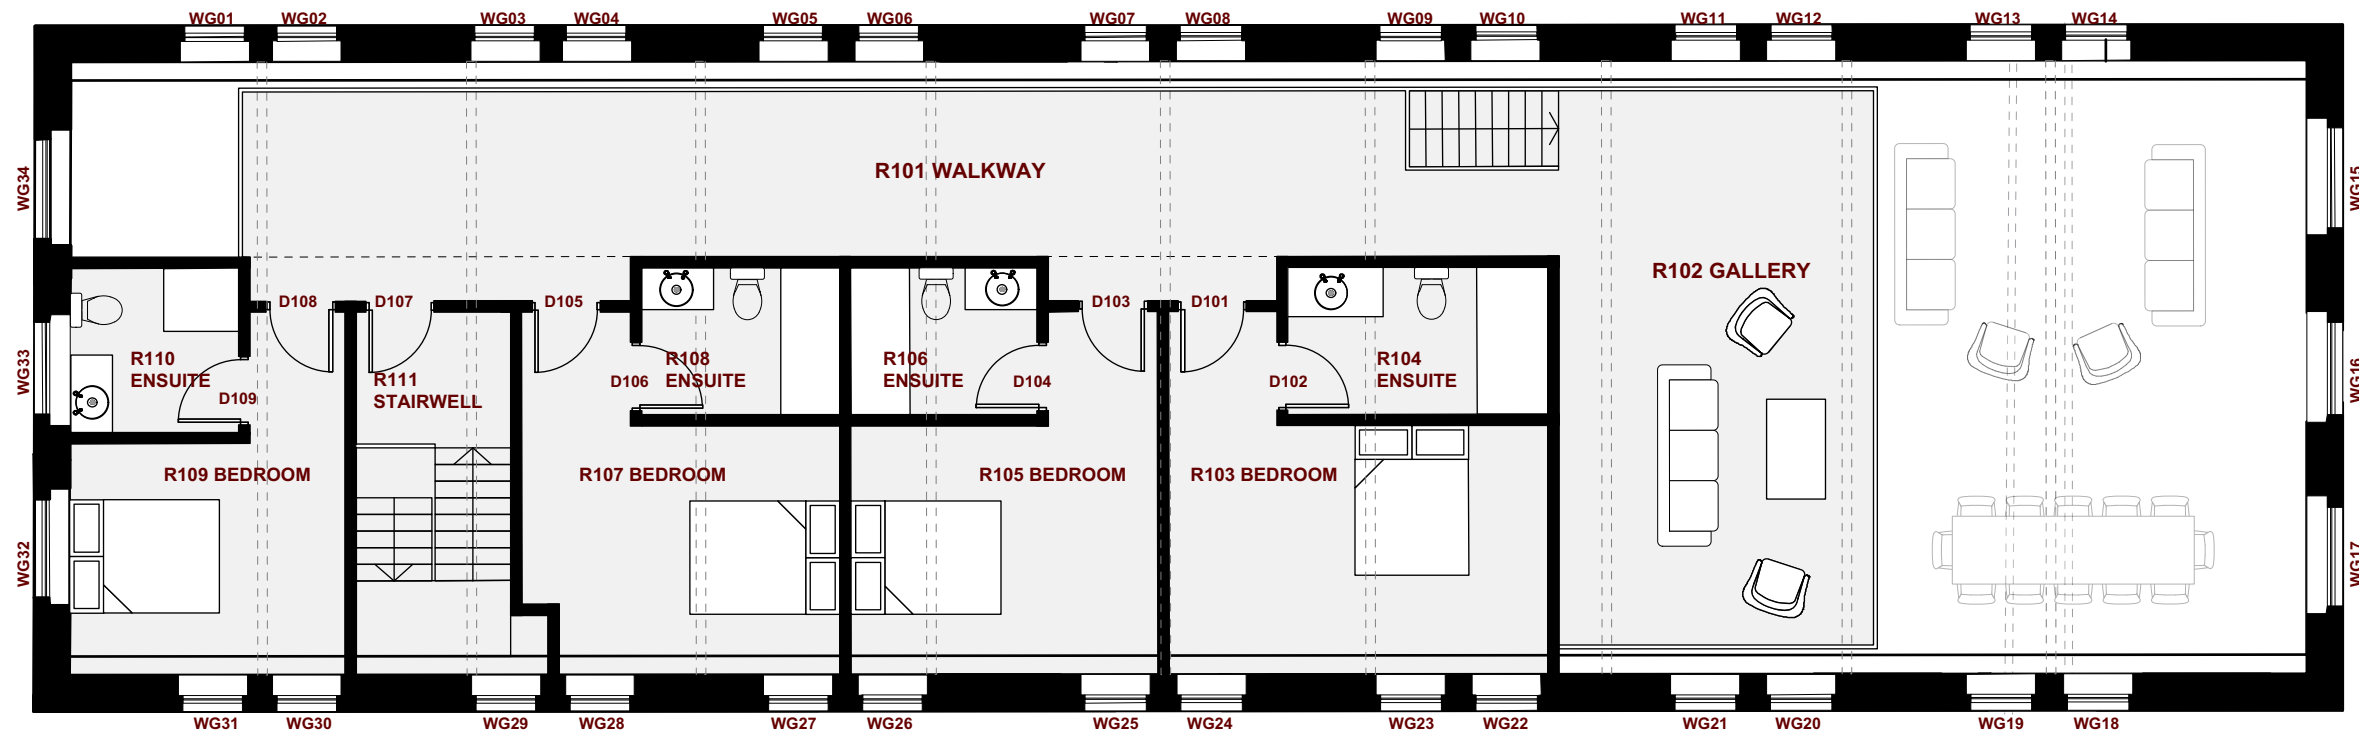 WG01
WG02
WG03
WG04
WG05
WG06
WG07
WG08
WG09
WG10
WG11
WG12
WG13
WG14
WG34
WG15
R101 WALKWAY
R102 GALLERY
D108
D107
D105
D103
D101
R110
ENSUITE
D109
R111
STAIRWELL
D106
R108
ENSUITE
R106
ENSUITE
D104
D102
R104
ENSUITE
WG33
WG16
R109 BEDROOM
R107 BEDROOM
R105 BEDROOM
R103 BEDROOM
WG32
WG17
WG31
WG30
WG29
WG28
WG27
WG26
WG25
WG24
WG23
WG22
WG21
WG20
WG19
WG18